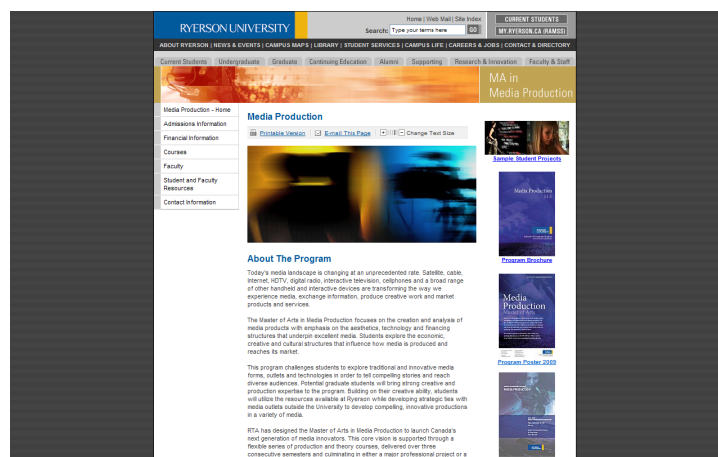 RYERSON UNIVERSITY
Home | Web Mail | Site Index
Search: Type your terms here GO
CURRENT STUDENTS
MY.RYERSON.CA (RAMSS)
ABOUT RYERSON | NEWS & EVENTS | CAMPUS MAPS | LIBRARY | STUDENT SERVICES | CAMPUS LIFE | CAREERS & JOBS | CONTACT & DIRECTORY
Current Students Undergraduate Graduate Continuing Education Alumni Supporting Research & Innovation Faculty & Staff
MA in
Media Production
Media Production - Home
Admissions Information
Financial Information
Courses
Faculty
Student and Faculty
Resources
Contact Information
Media Production
Printable Version E-mail This Page Change Text Size
About The Program
Today's media landscape is changing at an unprecedented rate. Satellite, cable,
Internet, HDTV, digital radio, interactive television, cellphones and a broad range
of other handheld and interactive devices are transforming the way we
experience media, exchange information, produce creative work and market
products and services.
The Master of Arts in Media Production focuses on the creation and analysis of
media products with emphasis on the aesthetics, technology and financing
structures that underpin excellent media. Students explore the economic,
creative and cultural structures that influence how media is produced and
reaches its market.
This program challenges students to explore traditional and innovative media
forms, outlets and technologies in order to tell compelling stories and reach
diverse audiences. Potential graduate students will bring strong creative and
production expertise to the program. Building on their creative ability, students
will utilize the resources available at Ryerson while developing strategic ties with
media outlets outside the University to develop compelling, innovative productions
in a variety of media.
RTA has designed the Master of Arts in Media Production to launch Canada's
next generation of media innovators. This core vision is supported through a
flexible series of production and theory courses, delivered over three
consecutive semesters and culminating in either a major professional project or a
Sample Student Projects
Media Production
Program Brochure
Media
Production
Master of Arts
Program Poster 2009
MEDIA PRODUCTION